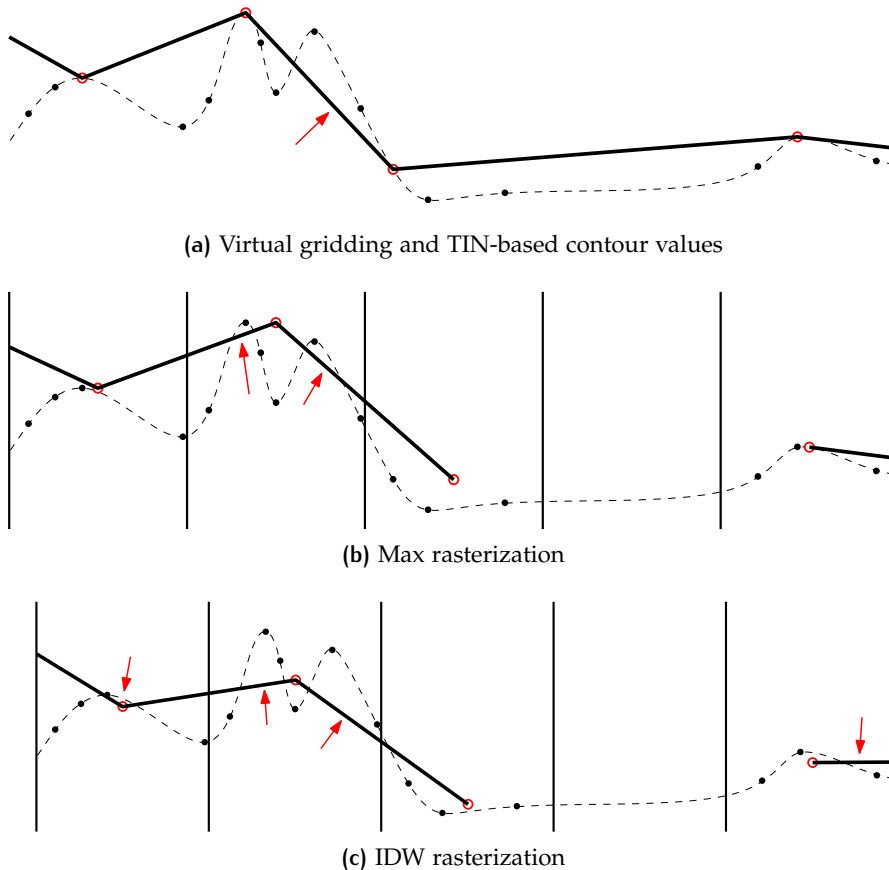 (a) Virtual gridding and TIN-based contour values
(b) Max rasterization
(c) IDW rasterization